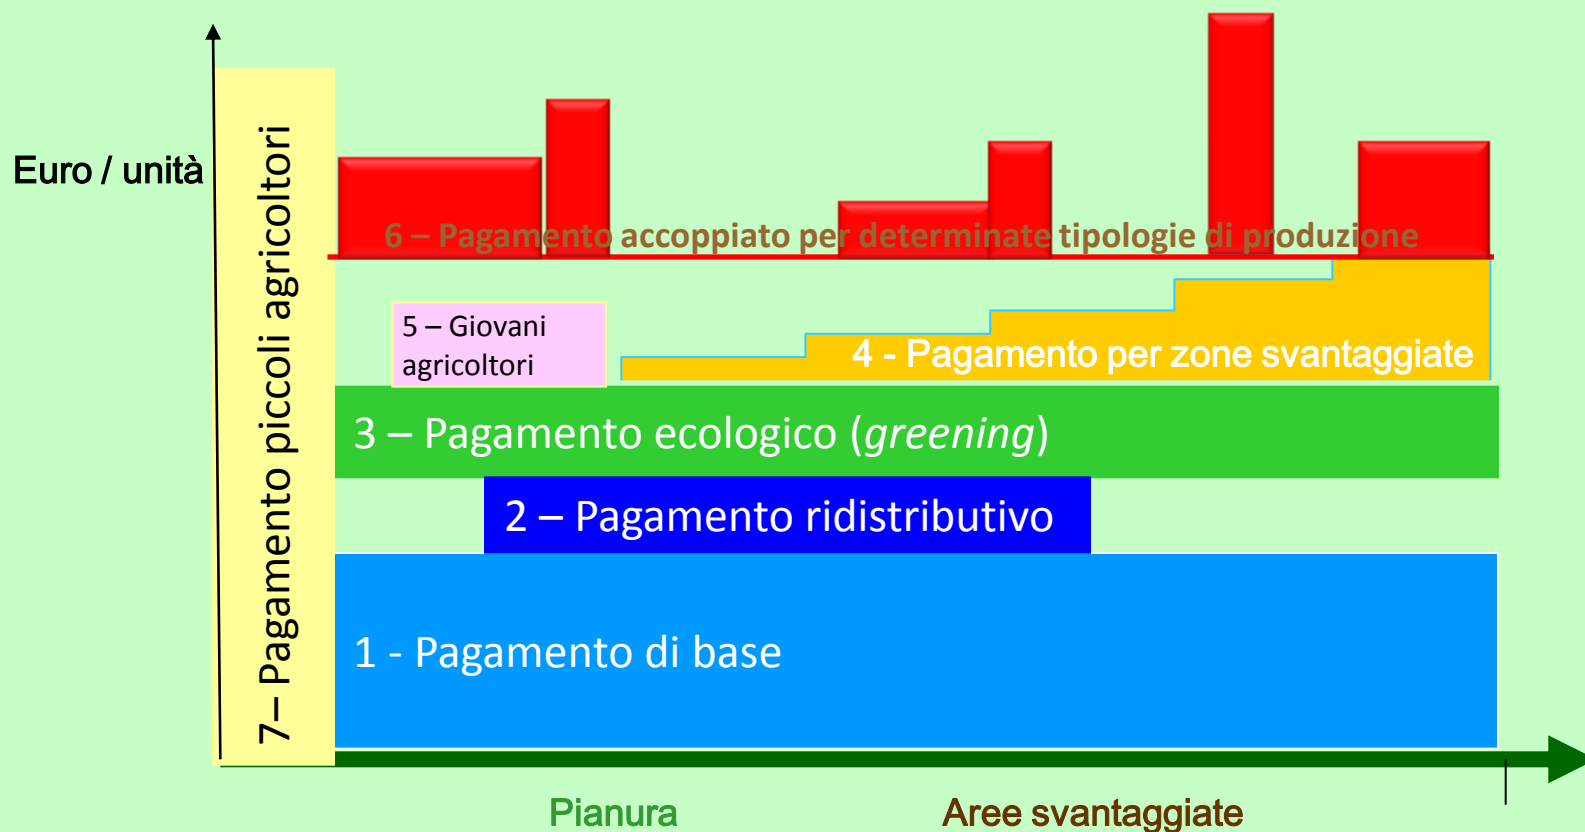 Euro / unità
7– Pagamento piccoli agricoltori
6 – Pagamento accoppiato per determinate tipologie di produzione
5 – Giovani
agricoltori
4 - Pagamento per zone svantaggiate
3 – Pagamento ecologico (greening)
2 – Pagamento ridistributivo
1 - Pagamento di base
Pianura
Aree svantaggiate